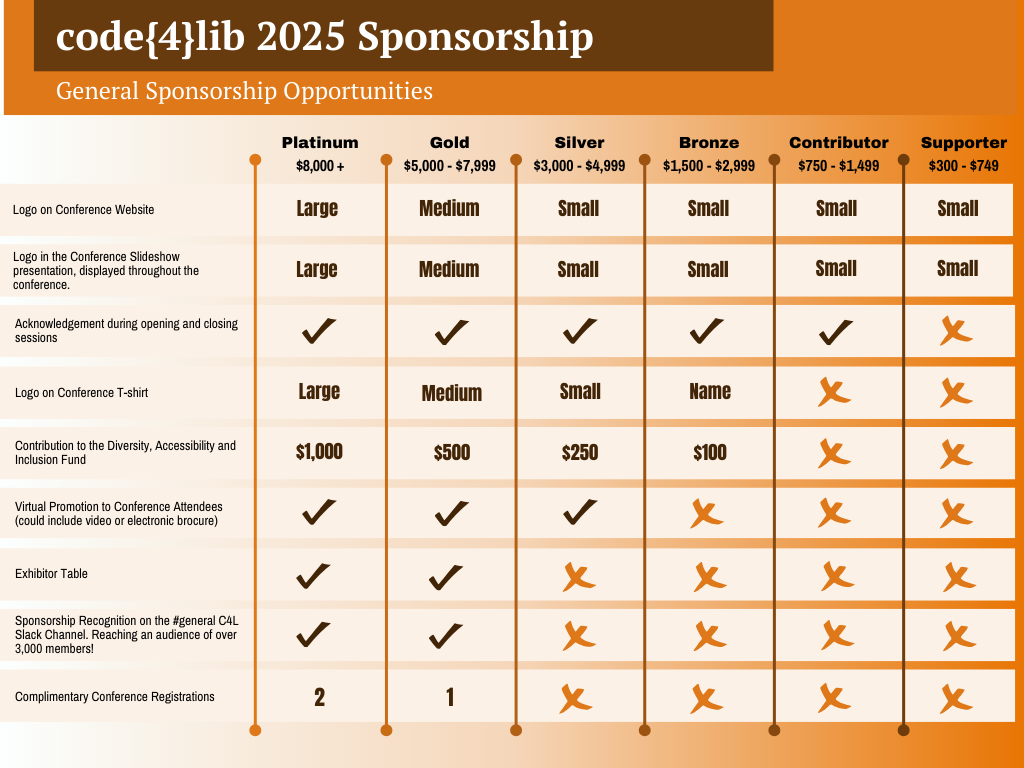 code{4}lib 2025 Sponsorship
General Sponsorship Opportunities
Platinum Gold Silver Bronze Contributor Supporter
$8,000 + $5,000 - $7,999 $3,000 - $4,999 $1,500 - $2,999 $750 - $1,499 $300 - $749
Logo on Conference Website Large Medium Small Small Small Small
Logo in the Conference Slideshow
presentation, displayed throughout the
conference.
Large Medium Small Small Small Small
Acknowledgement during opening and closing
sessions
Logo on Conference T-shirt Large Medium Small Name
Contribution to the Diversity, Accessibility and
Inclusion Fund
$1,000 $500 $250 $100
Virtual Promotion to Conference Attendees
(could include video or electronic brocure)
Exhibitor Table
Sponsorship Recognition on the #general C4L
Slack Channel. Reaching an audience of over
3,000 members!
Complimentary Conference Registrations 2 1